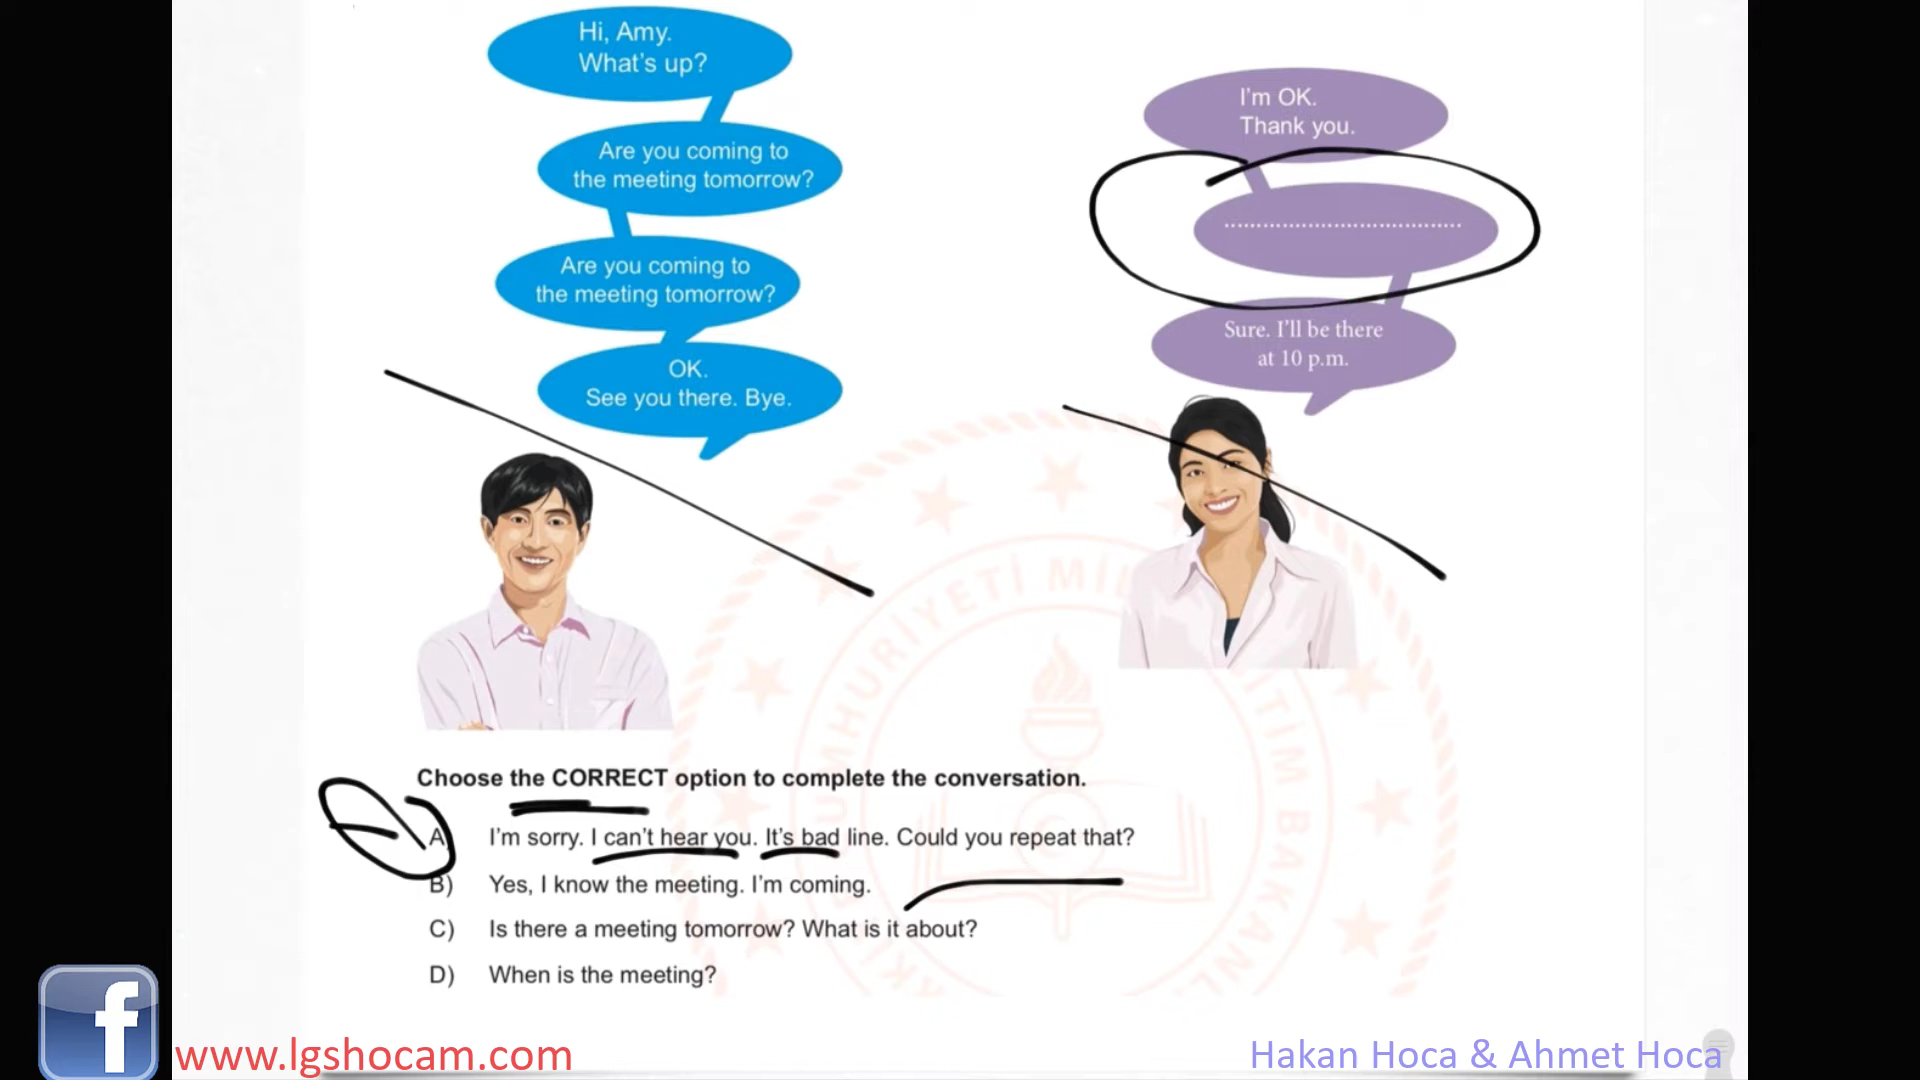 Hi, Amy.
What's up?
I'm OK.
Thank you.
Are you coming to
the meeting tomorrow?
....................................
Are you coming to
the meeting tomorrow?
Sure. I'll be there
at 10 p.m.
OK.
See you there. Bye.
Choose the CORRECT option to complete the conversation.
A) I'm sorry. I can't hear you. It's bad line. Could you repeat that?
B) Yes, I know the meeting. I'm coming.
C) Is there a meeting tomorrow? What is it about?
D) When is the meeting?
f
www.lgshocam.com
Hakan Hoca & Ahmet Hoca